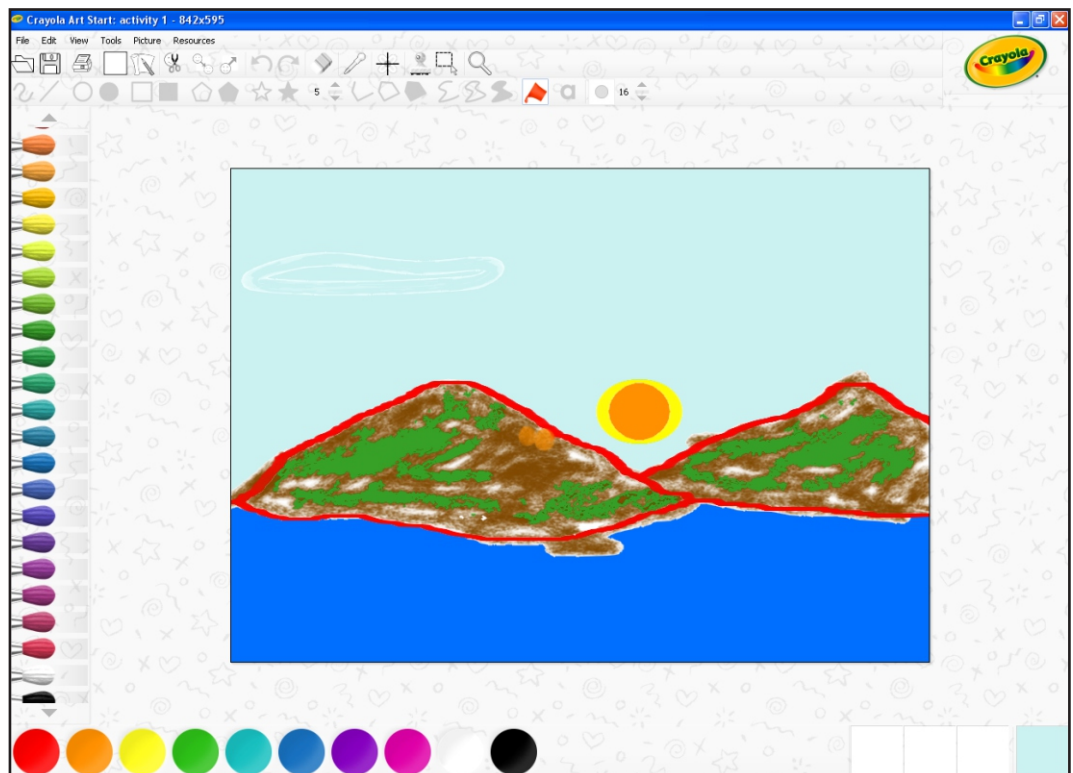 Crayola Art Start: activity 1 - 842x595
File Edit View Tools Picture Resources
Crayola
5
a
16